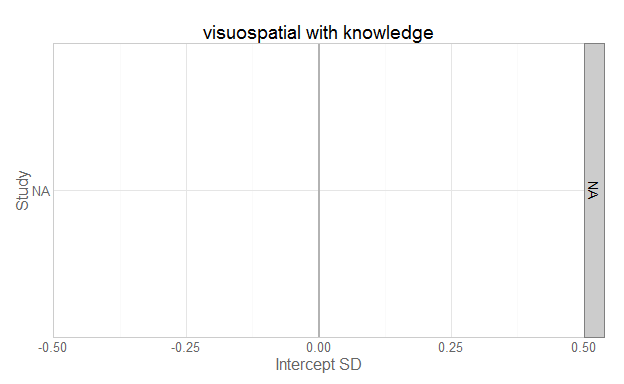 visuospatial with knowledge
Study
NA
NA
-0.50 -0.25 0.00 0.25 0.50
Intercept SD